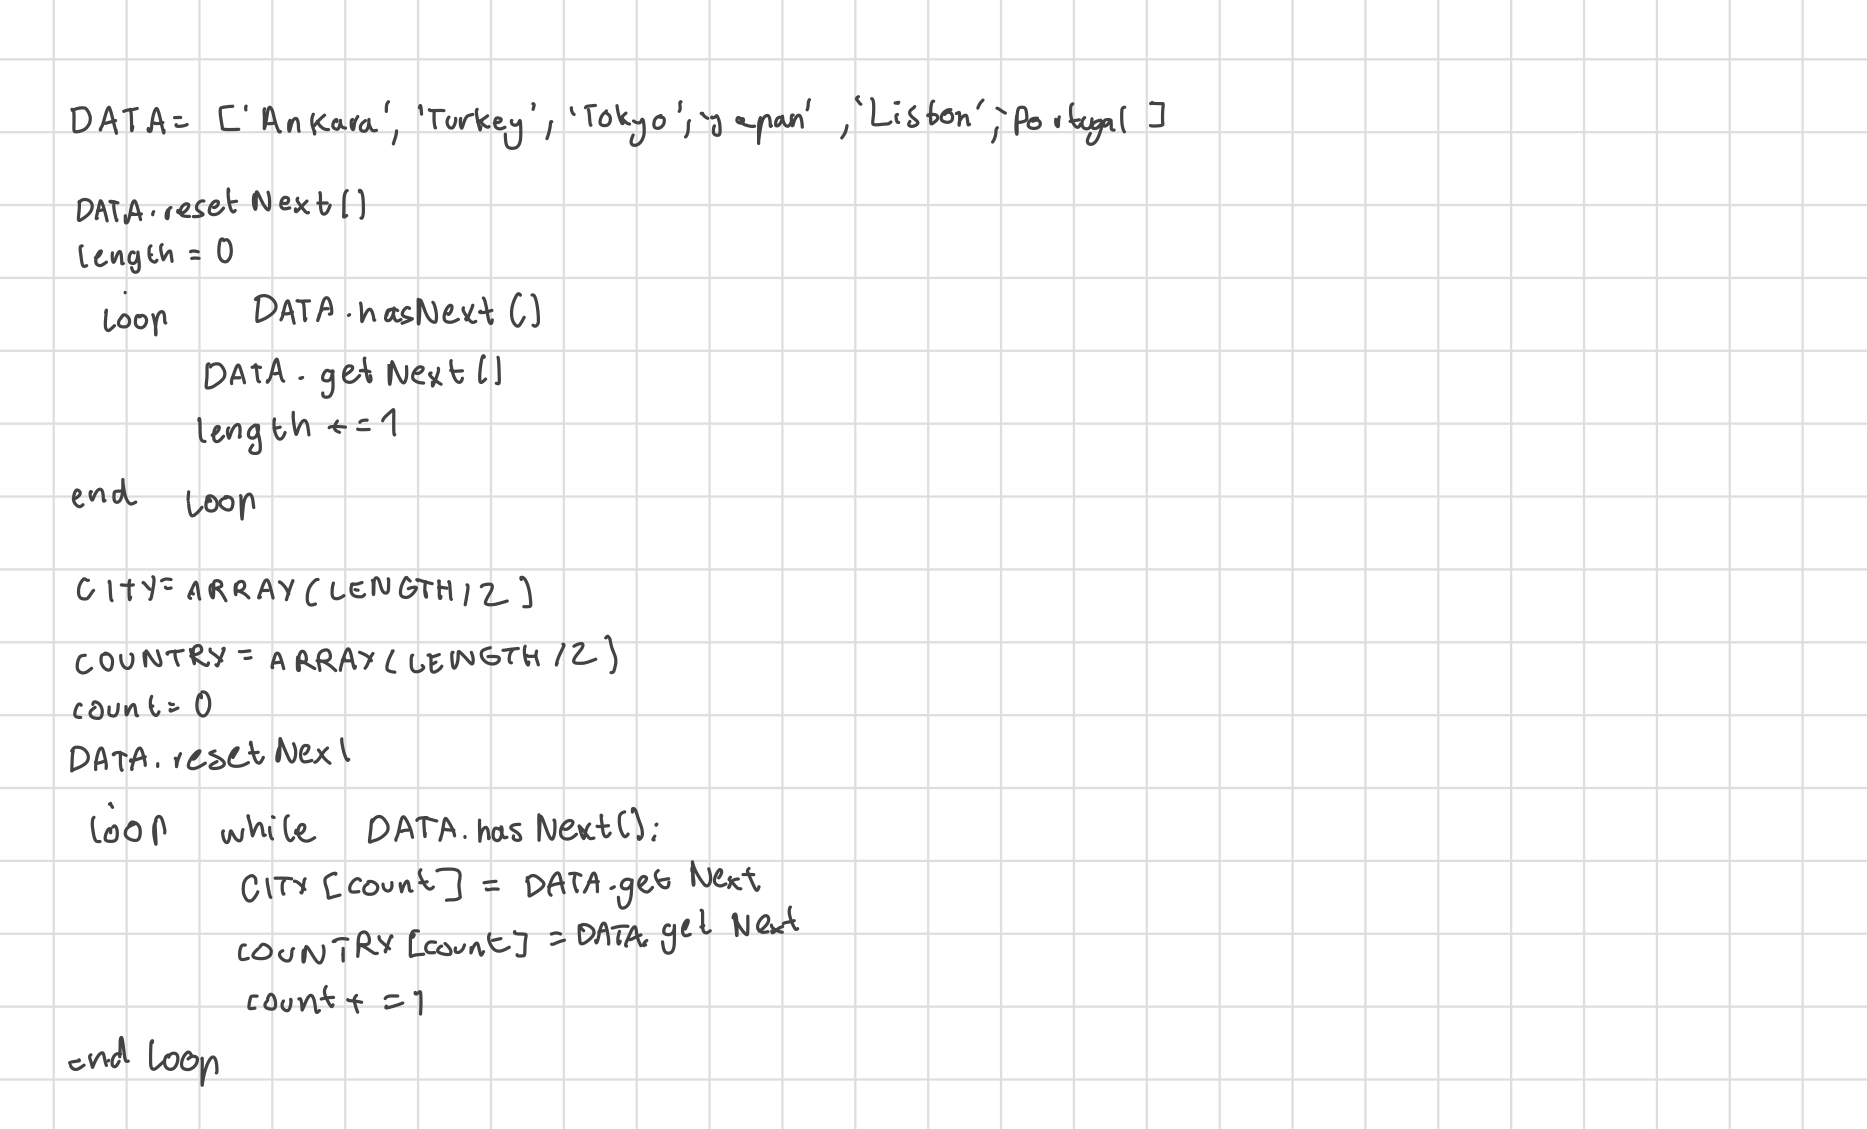 DATA= ['Ankara', 'Turkey', 'Tokyo', 'yapan', 'Lisbon', 'Portugal]
DATA.resetNext()
length = 0
loop DATA.hasNext()
DATA.getNext()
length +=1
end loop
CITY= ARRAY(LENGTH/2)
COUNTRY= ARRAY(LENGTH/2)
count= 0
DATA.resetNext
loop while DATA.hasNext():
CITY[count] = DATA.getNext
COUNTRY[count] = DATA.getNext
count+ =1
end loop